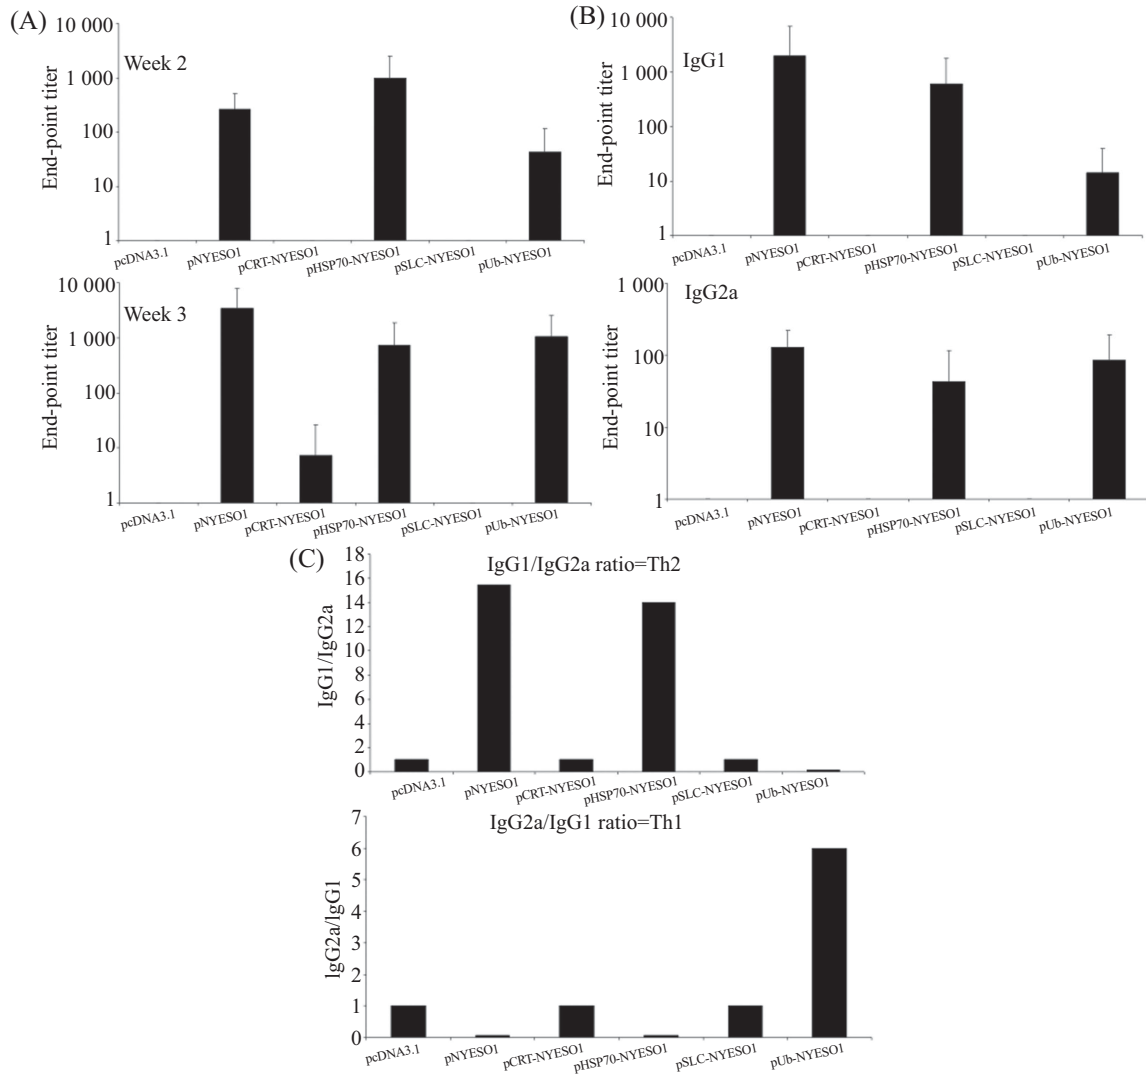 (A)
10 000
1 000
100
10
1
End-point titer
Week 2
pcDNA3.1
pNYESO1
pCRT-NYESO1
pHSP70-NYESO1
pSLC-NYESO1
pUb-NYESO1
10 000
1 000
100
10
1
End-point titer
Week 3
pcDNA3.1
pNYESO1
pCRT-NYESO1
pHSP70-NYESO1
pSLC-NYESO1
pUb-NYESO1
(B)
10 000
1 000
100
10
1
End-point titer
IgG1
pcDNA3.1
pNYESO1
pCRT-NYESO1
pHSP70-NYESO1
pSLC-NYESO1
pUb-NYESO1
1 000
100
10
1
End-point titer
IgG2a
pcDNA3.1
pNYESO1
pCRT-NYESO1
pHSP70-NYESO1
pSLC-NYESO1
pUb-NYESO1
(C)
IgG1/IgG2a ratio=Th2
18
16
14
12
10
8
6
4
2
0
IgG1/IgG2a
pcDNA3.1
pNYESO1
pCRT-NYESO1
pHSP70-NYESO1
pSLC-NYESO1
pUb-NYESO1
IgG2a/IgG1 ratio=Th1
7
6
5
4
3
2
1
0
lgG2a/lgG1
pcDNA3.1
pNYESO1
pCRT-NYESO1
pHSP70-NYESO1
pSLC-NYESO1
pUb-NYESO1